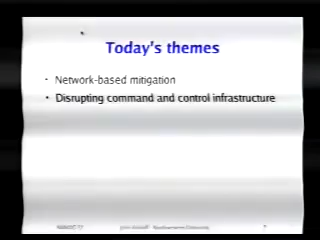 Today's themes
• Network-based mitigation
• Disrupting command and control infrastructure